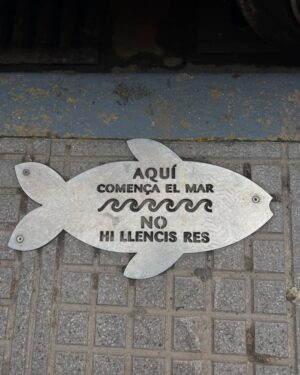 AQUÍ
COMENÇA EL MAR
NO
HI LLENCIS RES